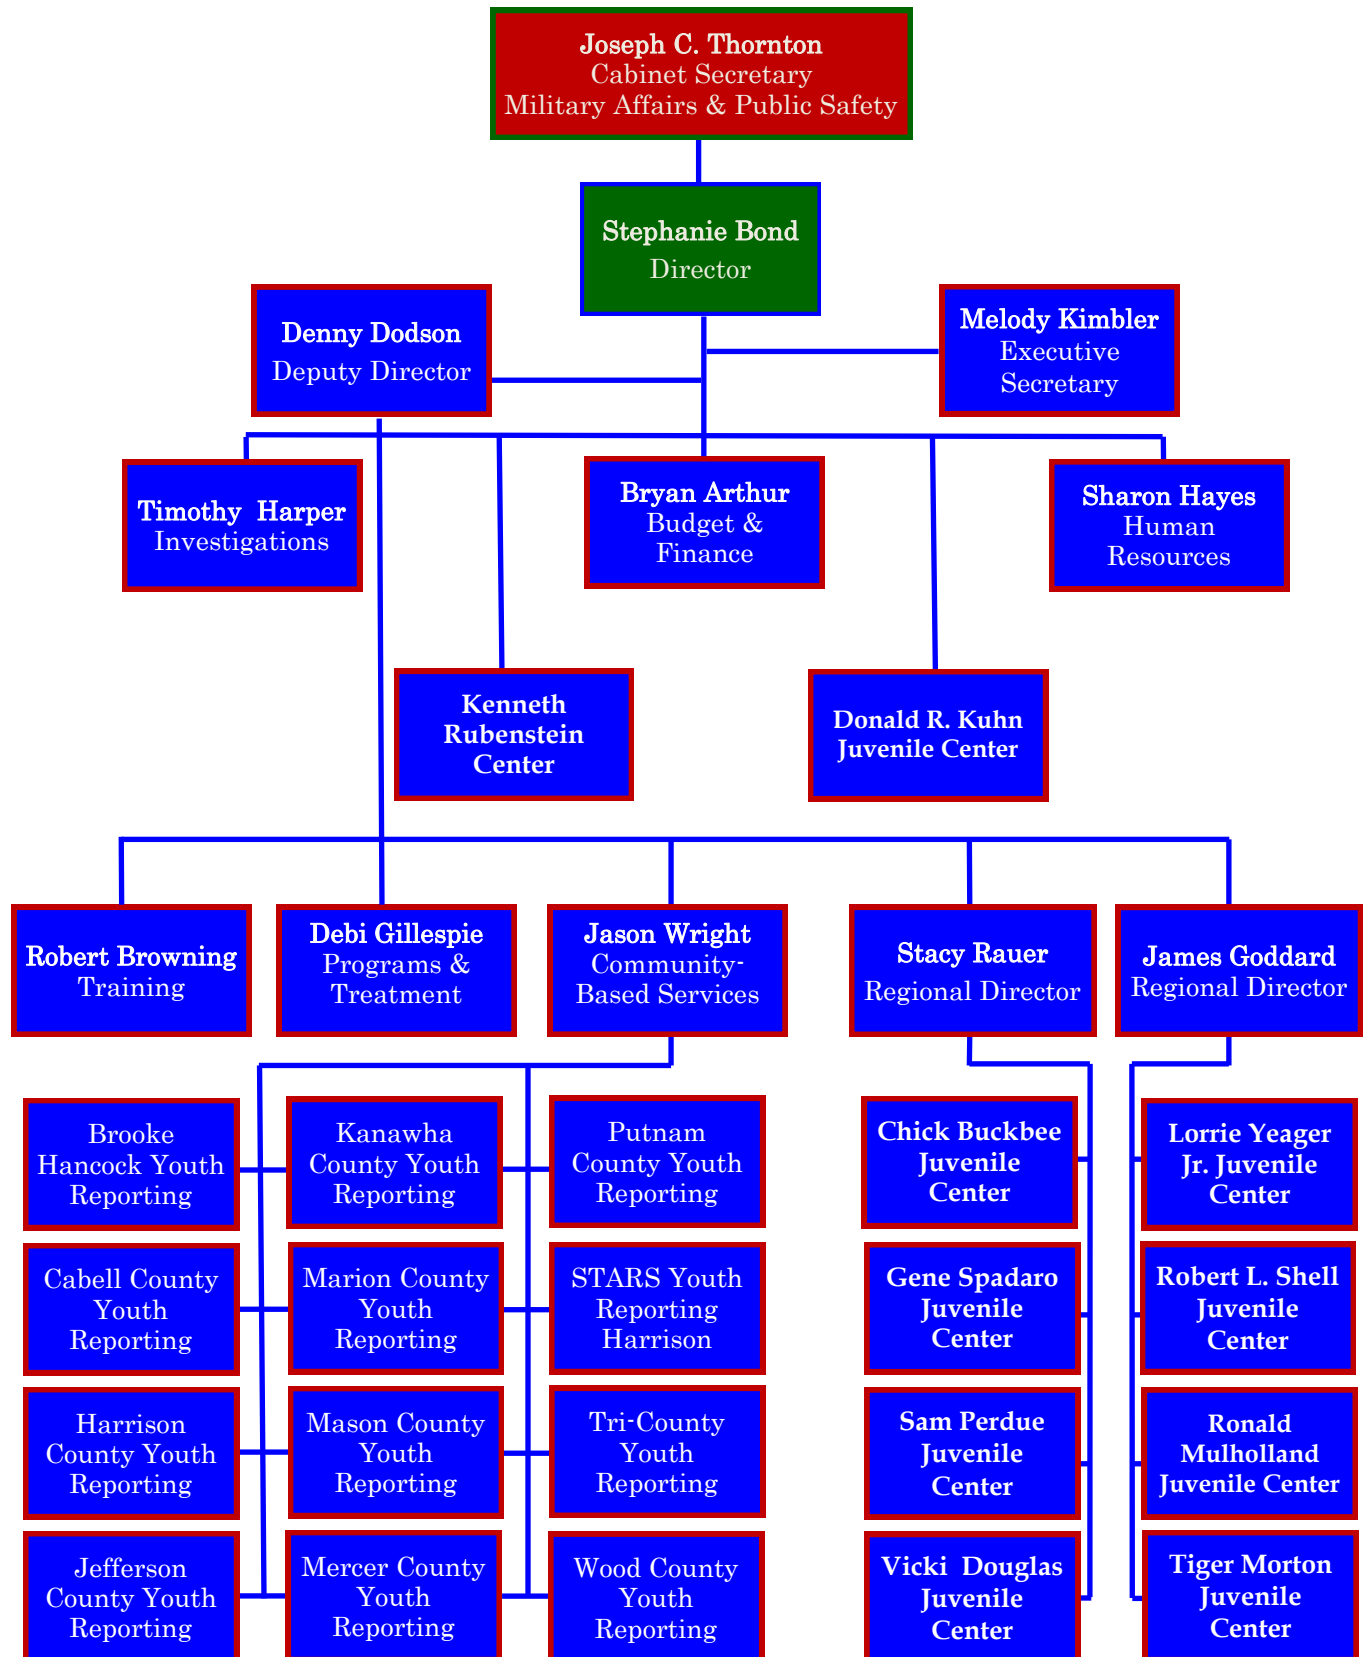 Joseph C. Thornton
Cabinet Secretary
Military Affairs & Public Safety
Stephanie Bond
Director
Denny Dodson
Deputy Director
Melody Kimbler
Executive
Secretary
Timothy  Harper
Investigations
Bryan Arthur
Budget &
Finance
Sharon Hayes
Human
Resources
Kenneth
Rubenstein
Center
Donald R. Kuhn
Juvenile Center
Robert Browning
Training
Debi Gillespie
Programs &
Treatment
Jason Wright
Community-
Based Services
Stacy Rauer
Regional Director
James Goddard
Regional Director
Brooke
Hancock Youth
Reporting
Kanawha
County Youth
Reporting
Putnam
County Youth
Reporting
Chick Buckbee
Juvenile
Center
Lorrie Yeager
Jr. Juvenile
Center
Cabell County
Youth
Reporting
Marion County
Youth
Reporting
STARS Youth
Reporting
Harrison
Gene Spadaro
Juvenile
Center
Robert L. Shell
Juvenile
Center
Harrison
County Youth
Reporting
Mason County
Youth
Reporting
Tri-County
Youth
Reporting
Sam Perdue
Juvenile
Center
Ronald
Mulholland
Juvenile Center
Jefferson
County Youth
Reporting
Mercer County
Youth
Reporting
Wood County
Youth
Reporting
Vicki  Douglas
Juvenile
Center
Tiger Morton
Juvenile
Center